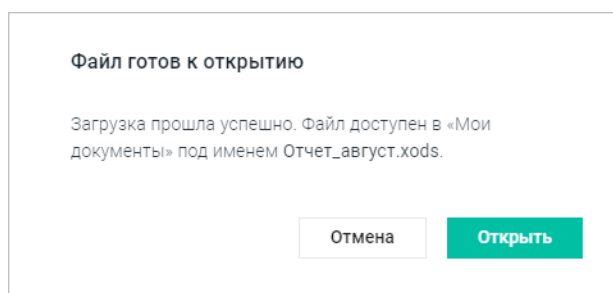 Файл готов к открытию
Загрузка прошла успешно. Файл доступен в «Мои
документы» под именем Отчет_август.xods.
Отмена
Открыть